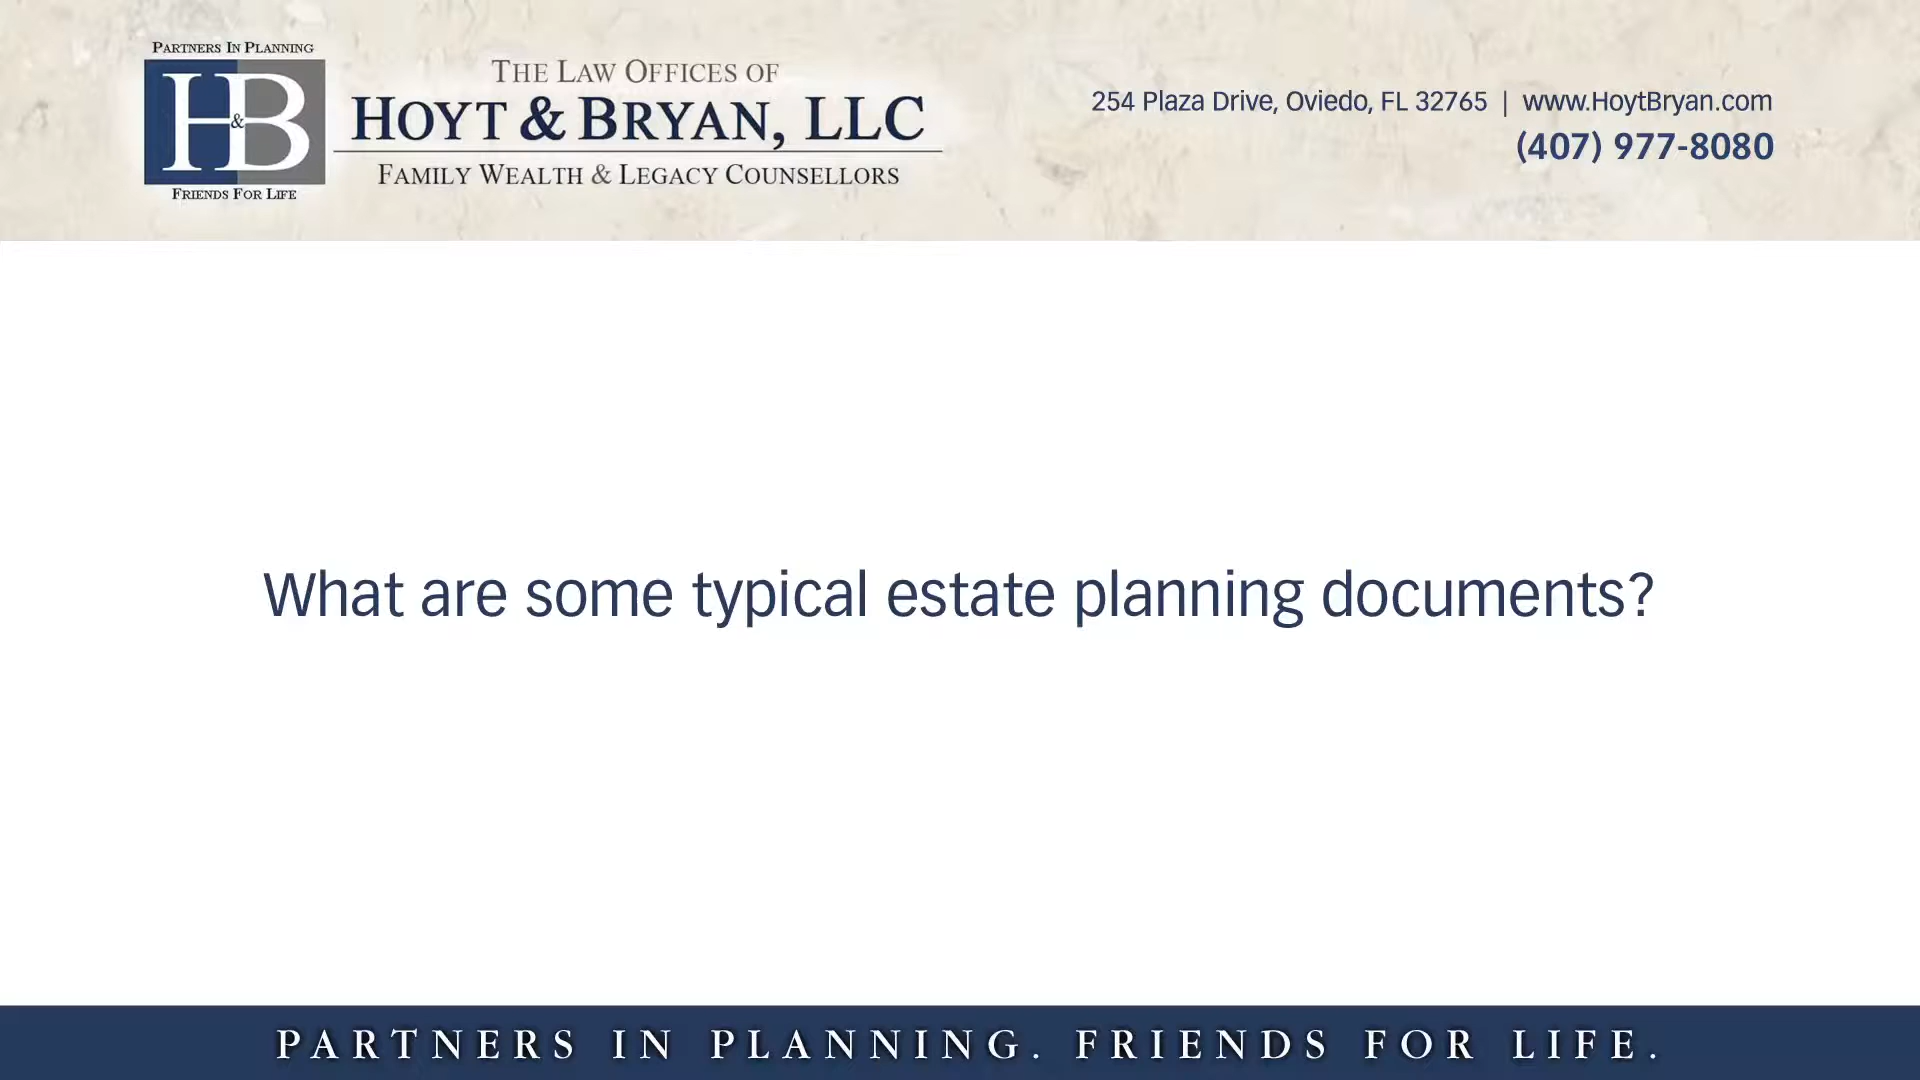 PARTNERS IN PLANNING
H&B
FRIENDS FOR LIFE
THE LAW OFFICES OF
HOYT & BRYAN, LLC
FAMILY WEALTH & LEGACY COUNSELLORS
254 Plaza Drive, Oviedo, FL 32765 | www.HoytBryan.com
(407) 977-8080
What are some typical estate planning documents?
PARTNERS IN PLANNING. FRIENDS FOR LIFE.